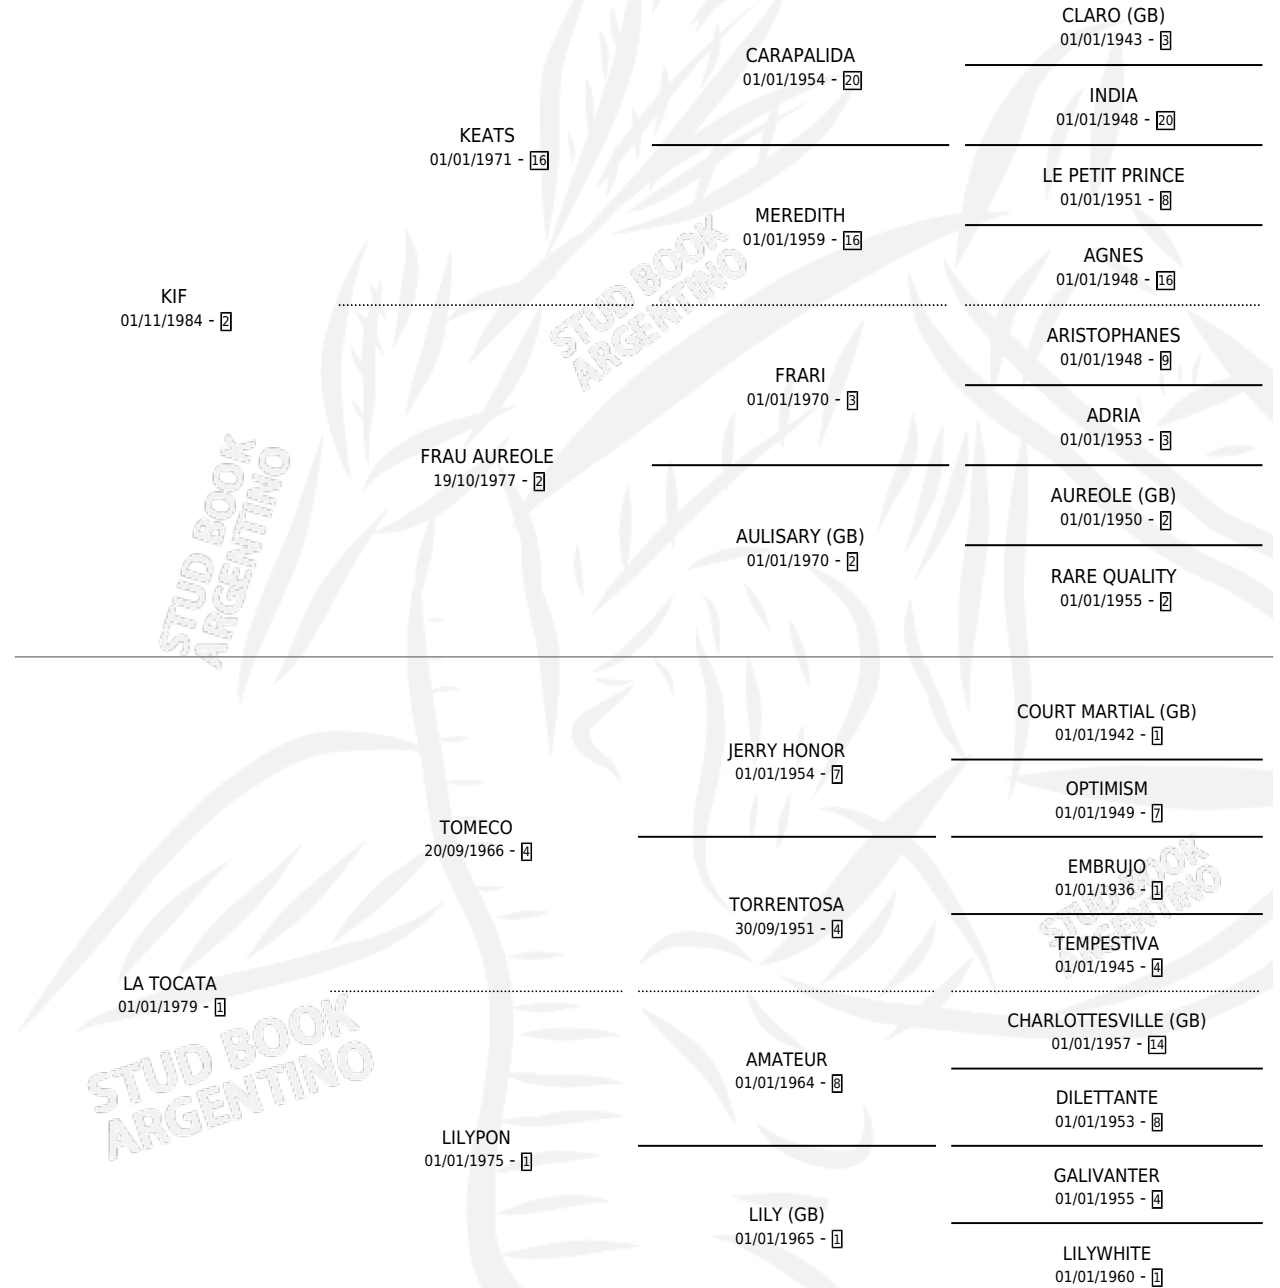 CLARO (GB)
01/01/1943 - 3
CARAPALIDA
01/01/1954 - 20
INDIA
01/01/1948 - 20
KEATS
01/01/1971 - 16
LE PETIT PRINCE
01/01/1951 - 8
MEREDITH
01/01/1959 - 16
AGNES
01/01/1948 - 16
KIF
01/11/1984 - 2
ARISTOPHANES
01/01/1948 - 9
FRARI
01/01/1970 - 3
ADRIA
01/01/1953 - 3
FRAU AUREOLE
19/10/1977 - 2
AUREOLE (GB)
01/01/1950 - 2
AULISARY (GB)
01/01/1970 - 2
RARE QUALITY
01/01/1955 - 2
STUD BOOK
ARGENTINO
STUD BOOK
ARGENTINO
COURT MARTIAL (GB)
01/01/1942 - 1
JERRY HONOR
01/01/1954 - 7
OPTIMISM
01/01/1949 - 7
TOMECO
20/09/1966 - 4
EMBRUJO
01/01/1936 - 1
TORRENTOSA
30/09/1951 - 4
TEMPESTIVA
01/01/1945 - 4
LA TOCATA
01/01/1979 - 1
CHARLOTTESVILLE (GB)
01/01/1957 - 14
AMATEUR
01/01/1964 - 8
DILETTANTE
01/01/1953 - 8
LILYPON
01/01/1975 - 1
GALIVANTER
01/01/1955 - 4
LILY (GB)
01/01/1965 - 1
LILYWHITE
01/01/1960 - 1
STUD BOOK
ARGENTINO
STUD BOOK
ARGENTINO